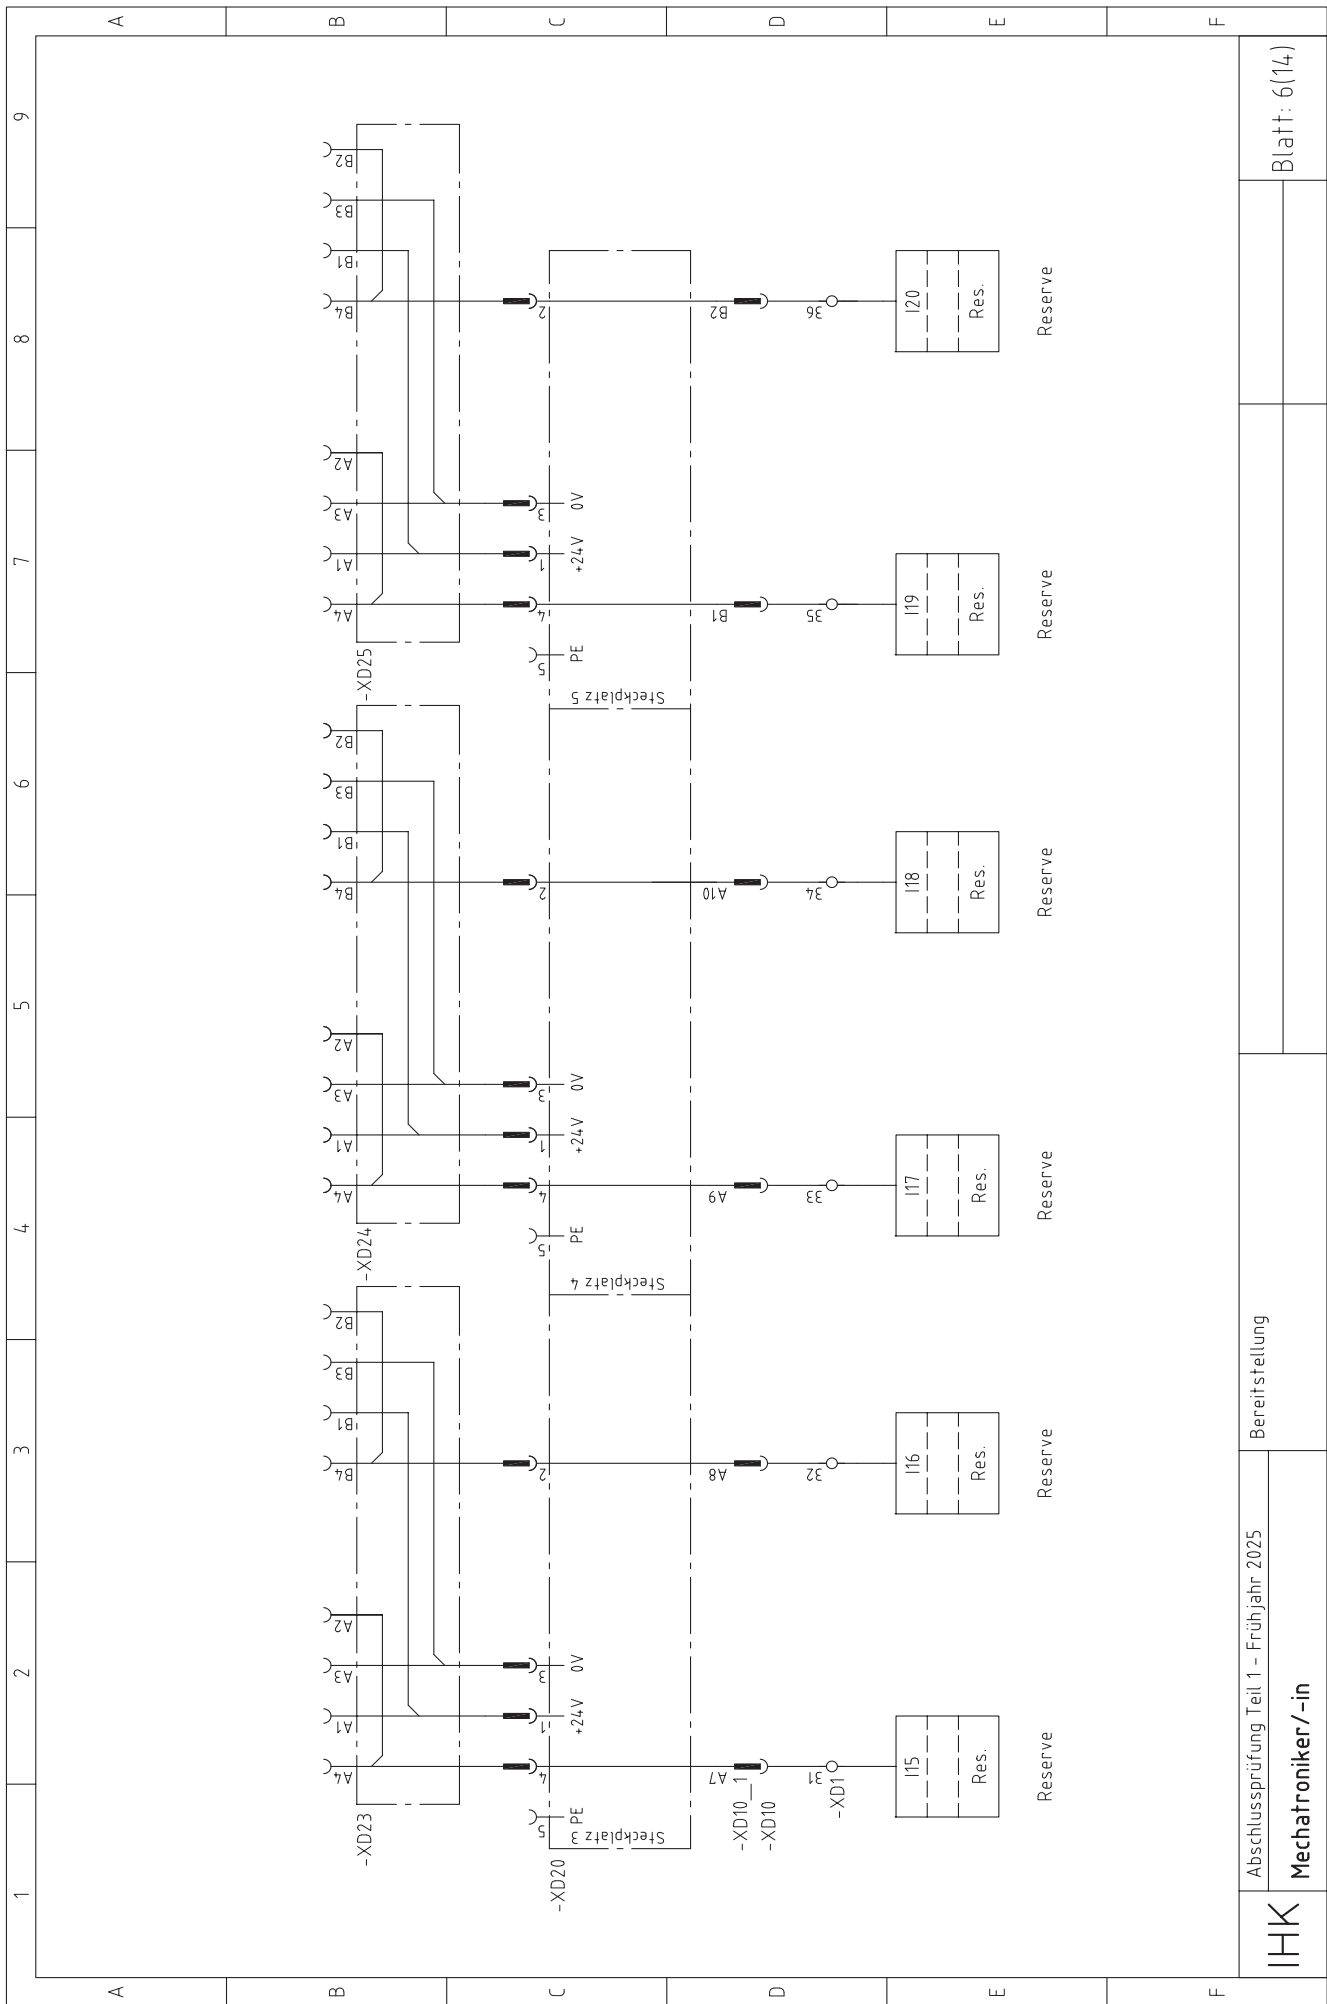 1 2 3 4 5 6 7 8 9
A
B
C
D
E
F
A
B
C
D
E
F
A4 A1 A3 A2 B4 B1 B3 B2
A4 A1 A3 A2 B4 B1 B3 B2
A4 A1 A3 A2 B4 B1 B3 B2
-XD23
-XD24
-XD25
-XD20
5 4 1 3 2
5 4 1 3 2
5 4 1 3 2
PE +24V 0V
PE +24V 0V
PE +24V 0V
Steckplatz 3
Steckplatz 4
Steckplatz 5
A7 A8 A9 A10 B1 B2
-XD10__1
-XD10
31 32 33 34 35 36
-XD1
I15 I16 I17 I18 I19 I20
Res. Res. Res. Res. Res. Res.
Reserve Reserve Reserve Reserve Reserve Reserve
IHK
Abschlussprüfung Teil 1 - Frühjahr 2025
Mechatroniker/-in
Bereitstellung
Blatt: 6(14)